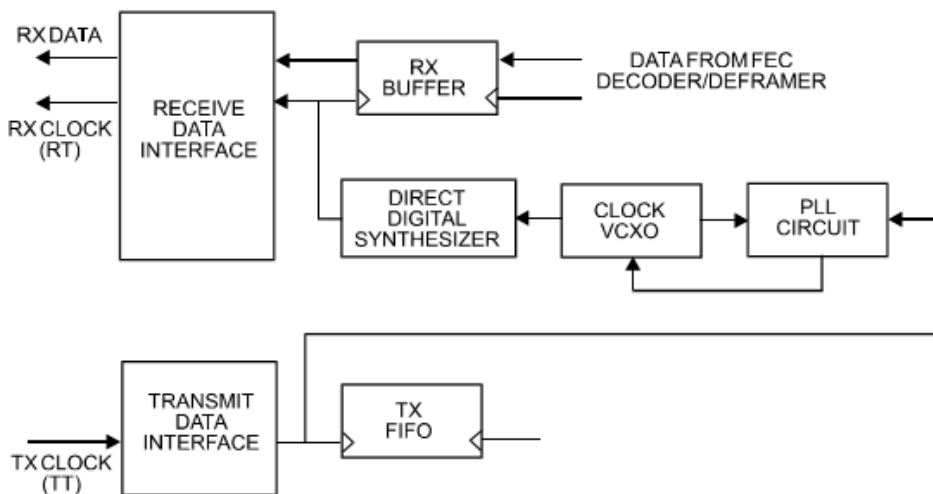 RX DATA
RX CLOCK
(RT)
RECEIVE
DATA
INTERFACE
RX
BUFFER
DATA FROM FEC
DECODER/DEFRAMER
DIRECT
DIGITAL
SYNTHESIZER
CLOCK
VCXO
PLL
CIRCUIT
TX CLOCK
(TT)
TRANSMIT
DATA
INTERFACE
TX
FIFO